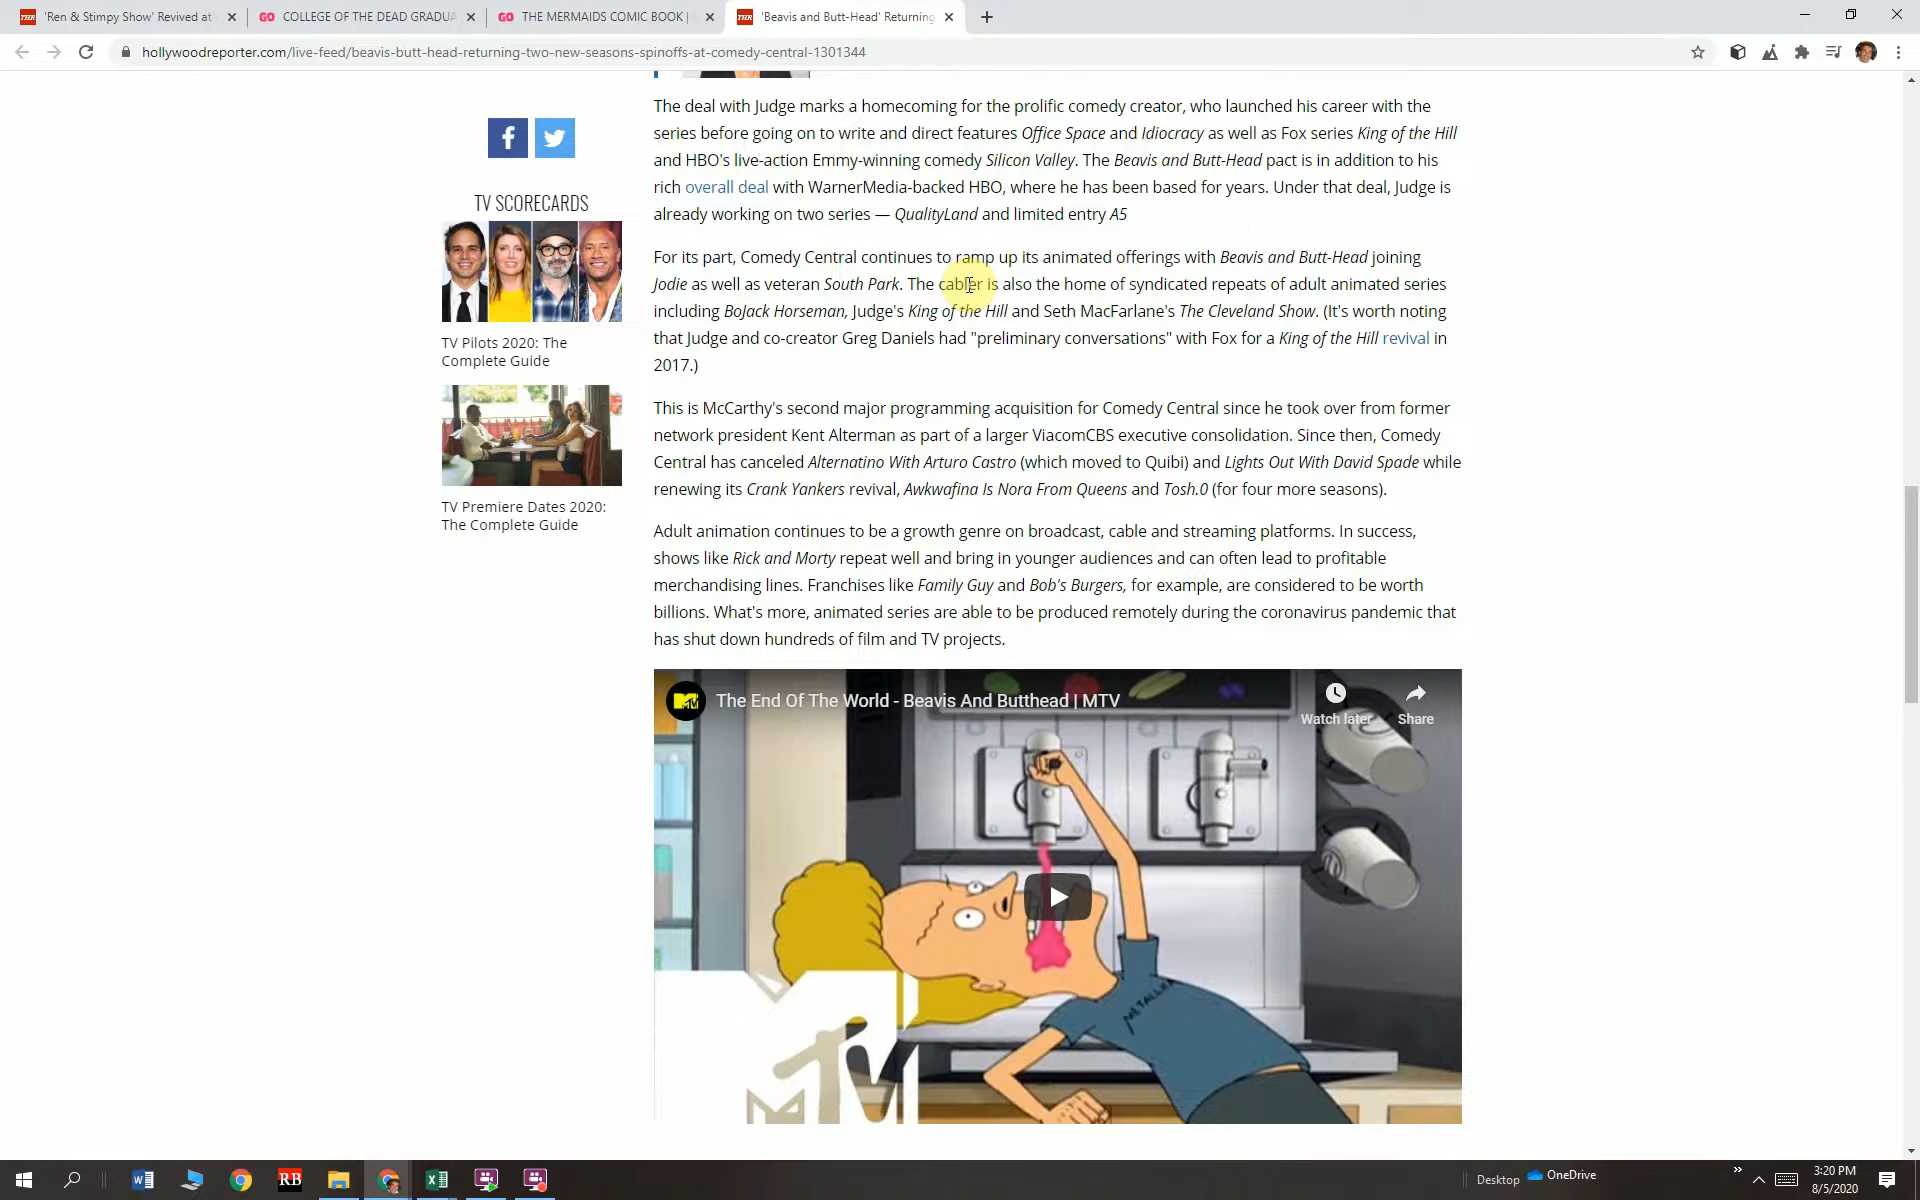 'Ren & Stimpy Show' Revived at
COLLEGE OF THE DEAD GRADUA
THE MERMAIDS COMIC BOOK |
'Beavis and Butt-Head' Returning
hollywoodreporter.com/live-feed/beavis-butt-head-returning-two-new-seasons-spinoffs-at-comedy-central-1301344
The deal with Judge marks a homecoming for the prolific comedy creator, who launched his career with the
series before going on to write and direct features Office Space and Idiocracy as well as Fox series King of the Hill
and HBO's live-action Emmy-winning comedy Silicon Valley. The Beavis and Butt-Head pact is in addition to his
rich overall deal with WarnerMedia-backed HBO, where he has been based for years. Under that deal, Judge is
already working on two series — QualityLand and limited entry A5
For its part, Comedy Central continues to ramp up its animated offerings with Beavis and Butt-Head joining
Jodie as well as veteran South Park. The cabler is also the home of syndicated repeats of adult animated series
including BoJack Horseman, Judge's King of the Hill and Seth MacFarlane's The Cleveland Show. (It's worth noting
that Judge and co-creator Greg Daniels had "preliminary conversations" with Fox for a King of the Hill revival in
2017.)
This is McCarthy's second major programming acquisition for Comedy Central since he took over from former
network president Kent Alterman as part of a larger ViacomCBS executive consolidation. Since then, Comedy
Central has canceled Alternatino With Arturo Castro (which moved to Quibi) and Lights Out With David Spade while
renewing its Crank Yankers revival, Awkwafina Is Nora From Queens and Tosh.0 (for four more seasons).
Adult animation continues to be a growth genre on broadcast, cable and streaming platforms. In success,
shows like Rick and Morty repeat well and bring in younger audiences and can often lead to profitable
merchandising lines. Franchises like Family Guy and Bob's Burgers, for example, are considered to be worth
billions. What's more, animated series are able to be produced remotely during the coronavirus pandemic that
has shut down hundreds of film and TV projects.
TV SCORECARDS
TV Pilots 2020: The
Complete Guide
TV Premiere Dates 2020:
The Complete Guide
The End Of The World - Beavis And Butthead | MTV
Watch later
Share
METALLICA
MTV
RB
Desktop
OneDrive
3:20 PM
8/5/2020